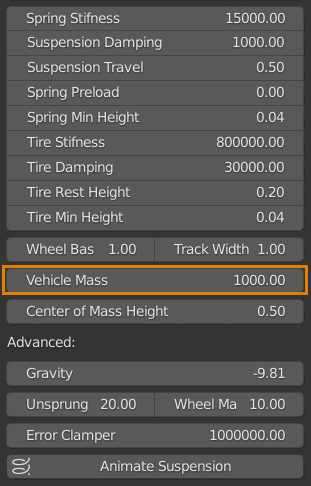 Spring Stifness 15000.00
Suspension Damping 1000.00
Suspension Travel 0.50
Spring Preload 0.00
Spring Min Height 0.04
Tire Stifness 800000.00
Tire Damping 30000.00
Tire Rest Height 0.20
Tire Min Height 0.04
Wheel Bas 1.00 Track Width 1.00
Vehicle Mass 1000.00
Center of Mass Height 0.50
Advanced:
Gravity -9.81
Unsprung 20.00 Wheel Ma 10.00
Error Clamper 1000000.00
Animate Suspension